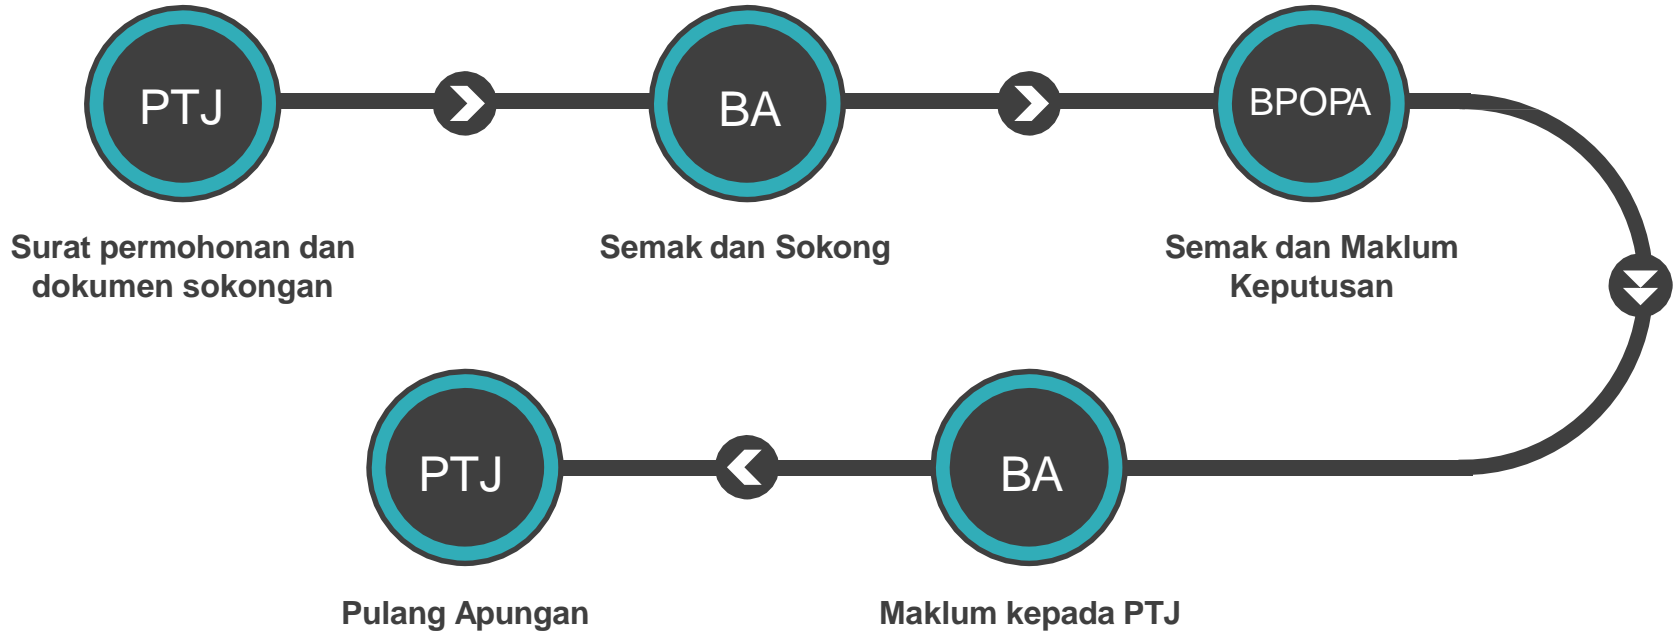 PTJ
BA
BPOPA
Surat permohonan dan
dokumen sokongan
Semak dan Sokong
Semak dan Maklum
Keputusan
PTJ
BA
Pulang Apungan
Maklum kepada PTJ